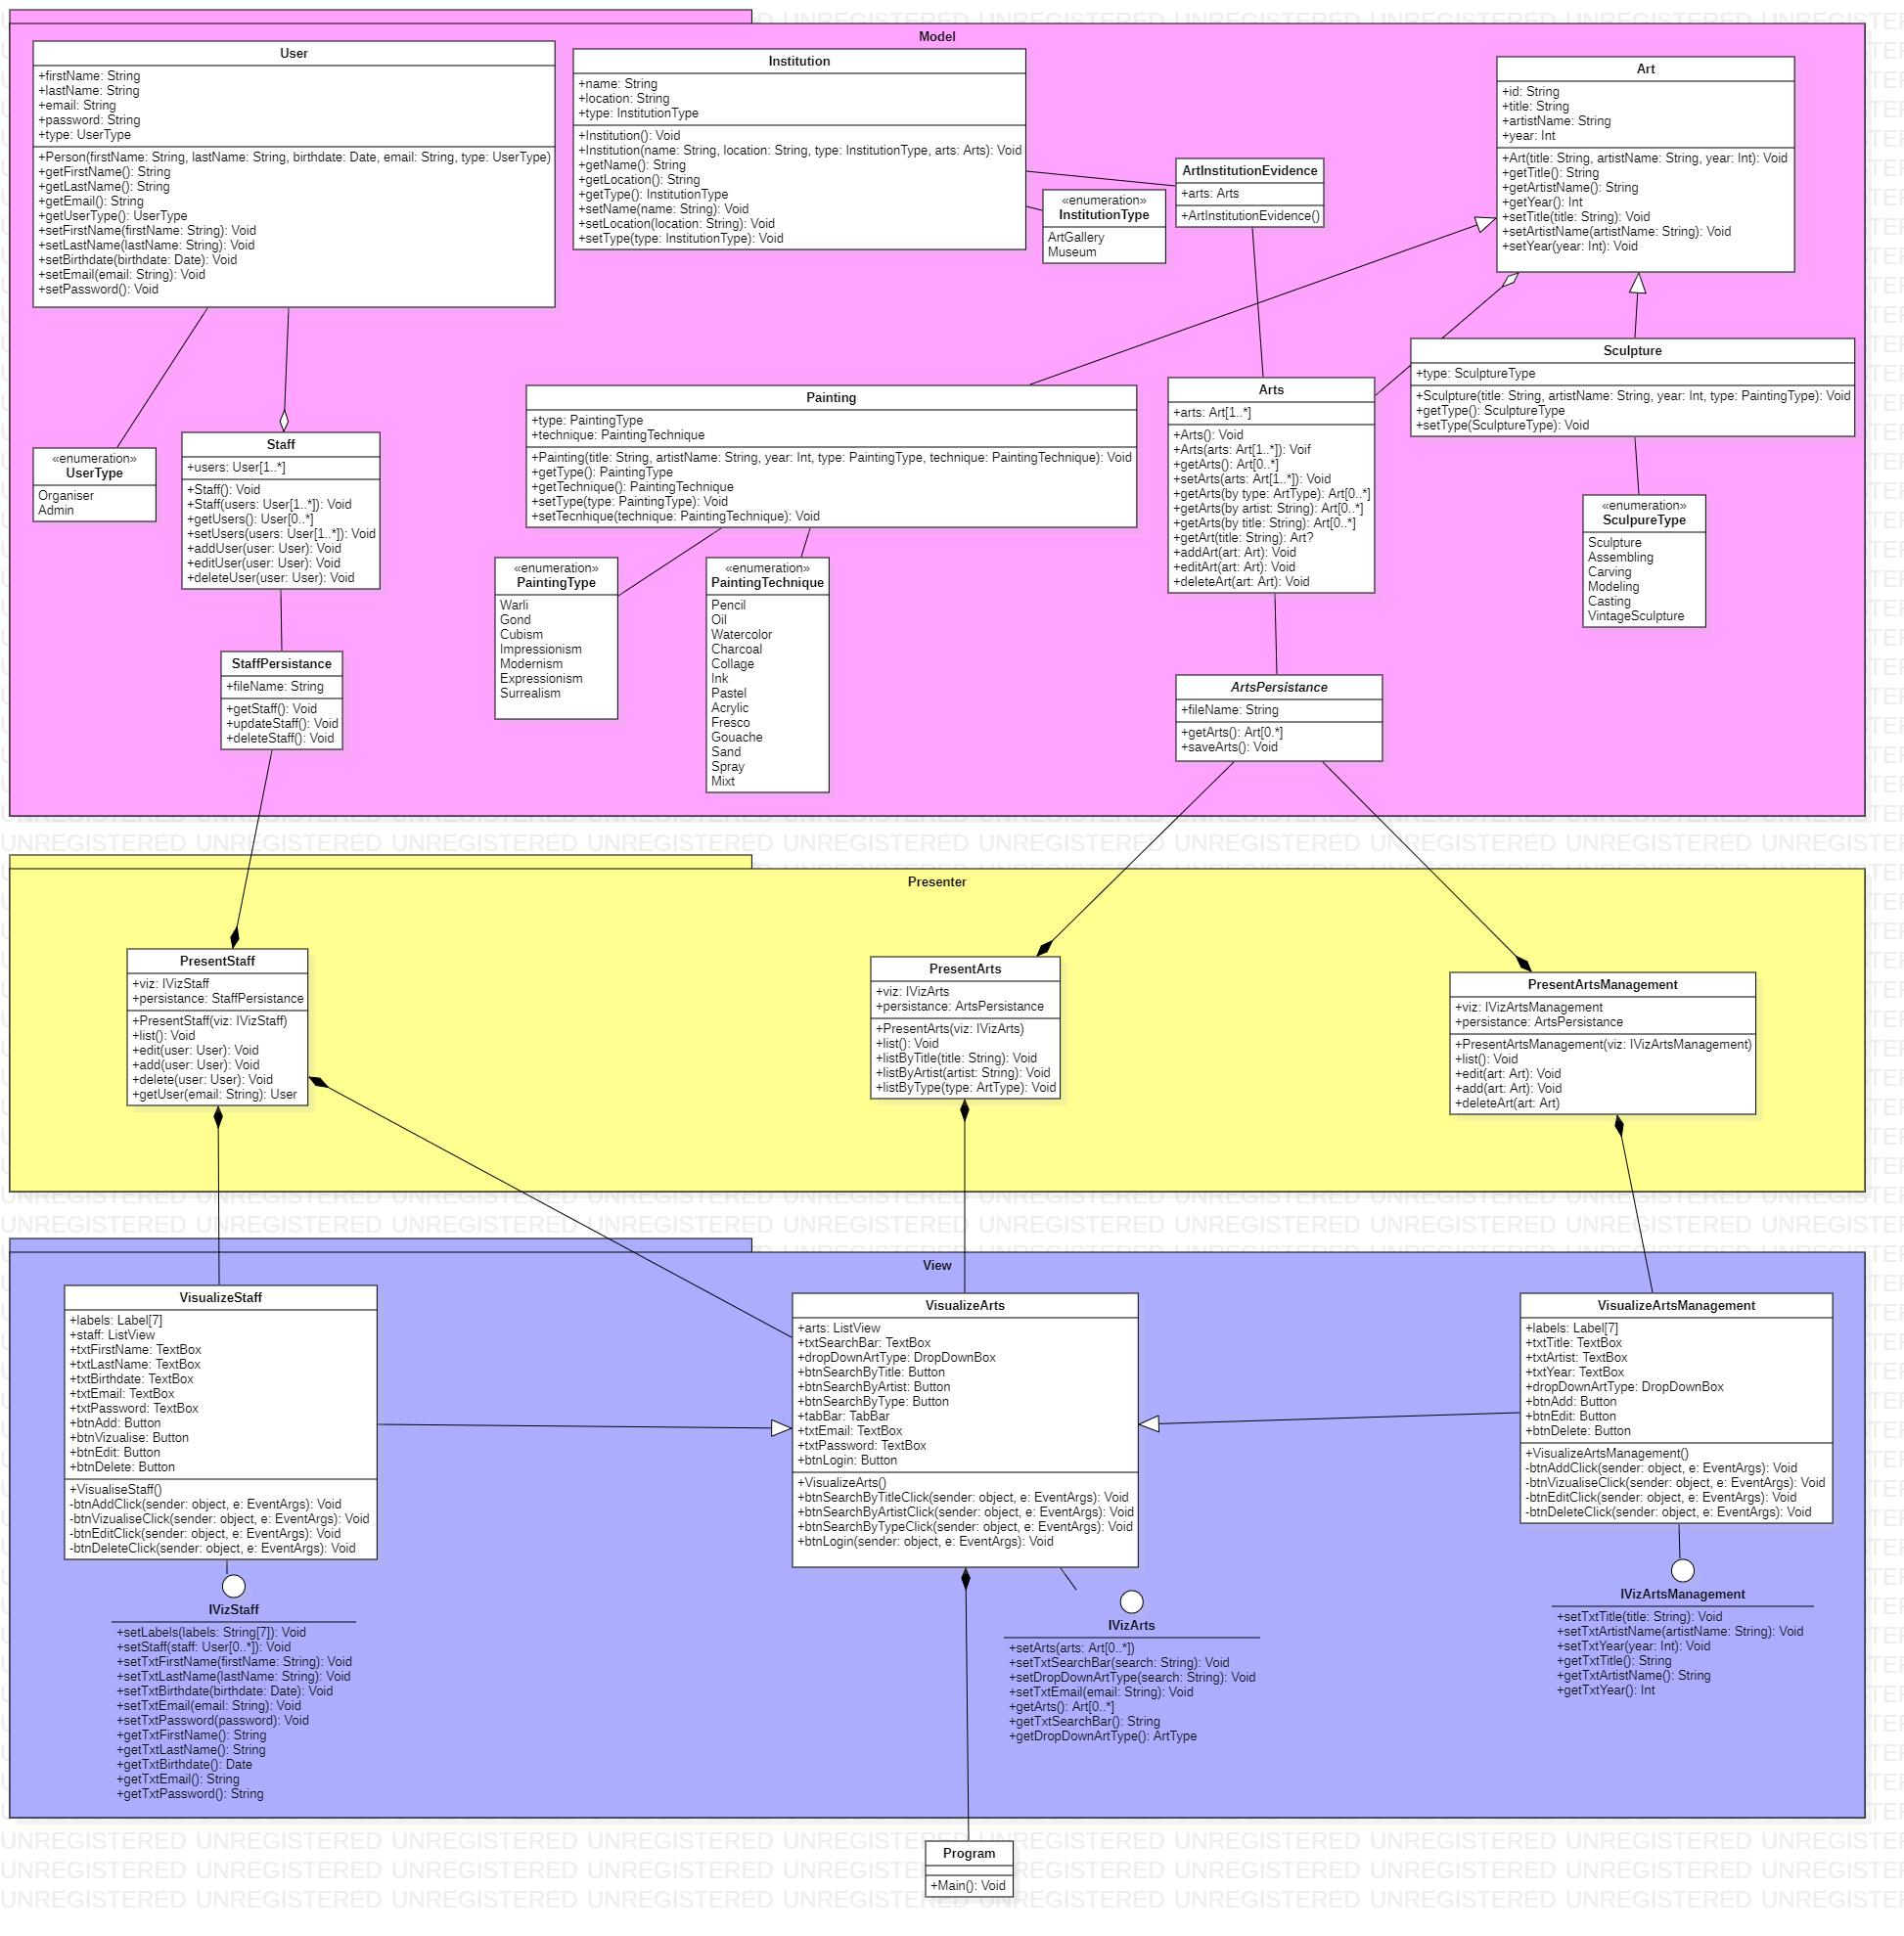 Model
User
+firstName: String
+lastName: String
+email: String
+password: String
+type: UserType
+Person(firstName: String, lastName: String, birthdate: Date, email: String, type: UserType)
+getFirstName(): String
+getLastName(): String
+getEmail(): String
+getUserType(): UserType
+setFirstName(firstName: String): Void
+setLastName(lastName: String): Void
+setBirthdate(birthdate: Date): Void
+setEmail(email: String): Void
+setPassword(): Void
Institution
+name: String
+location: String
+type: InstitutionType
+Institution(): Void
+Institution(name: String, location: String, type: InstitutionType, arts: Arts): Void
+getName(): String
+getLocation(): String
+getType(): InstitutionType
+setName(name: String): Void
+setLocation(location: String): Void
+setType(type: InstitutionType): Void
«enumeration»
InstitutionType
ArtGallery
Museum
ArtInstitutionEvidence
+arts: Arts
+ArtInstitutionEvidence()
Art
+id: String
+title: String
+artistName: String
+year: Int
+Art(title: String, artistName: String, year: Int): Void
+getTitle(): String
+getArtistName(): String
+getYear(): Int
+setTitle(title: String): Void
+setArtistName(artistName: String): Void
+setYear(year: Int): Void
«enumeration»
UserType
Organiser
Admin
Staff
+users: User[1..*]
+Staff(): Void
+Staff(users: User[1..*]): Void
+getUsers(): User[0..*]
+setUsers(users: User[1..*]): Void
+addUser(user: User): Void
+editUser(user: User): Void
+deleteUser(user: User): Void
Painting
+type: PaintingType
+technique: PaintingTechnique
+Painting(title: String, artistName: String, year: Int, type: PaintingType, technique: PaintingTechnique): Void
+getType(): PaintingType
+getTechnique(): PaintingTechnique
+setType(type: PaintingType): Void
+setTecnhique(technique: PaintingTechnique): Void
Arts
+arts: Art[1..*]
+Arts(): Void
+Arts(arts: Art[1..*]): Voif
+getArts(): Art[0..*]
+setArts(arts: Art[1..*]): Void
+getArts(by type: ArtType): Art[0..*]
+getArts(by artist: String): Art[0..*]
+getArts(by title: String): Art[0..*]
+getArt(title: String): Art?
+addArt(art: Art): Void
+editArt(art: Art): Void
+deleteArt(art: Art): Void
Sculpture
+type: SculptureType
+Sculpture(title: String, artistName: String, year: Int, type: PaintingType): Void
+getType(): SculptureType
+setType(SculptureType): Void
«enumeration»
SculpureType
Sculpture
Assembling
Carving
Modeling
Casting
VintageSculpture
«enumeration»
PaintingType
Warli
Gond
Cubism
Impressionism
Modernism
Expressionism
Surrealism
«enumeration»
PaintingTechnique
Pencil
Oil
Watercolor
Charcoal
Collage
Ink
Pastel
Acrylic
Fresco
Gouache
Sand
Spray
Mixt
StaffPersistance
+fileName: String
+getStaff(): Void
+updateStaff(): Void
+deleteStaff(): Void
ArtsPersistance
+fileName: String
+getArts(): Art[0.*]
+saveArts(): Void
UNREGISTERED UNREGISTERED UNREGISTERED UNREGISTERED UNREGISTERED UNREGISTERED UNREGISTERED UNREGISTERED UNREGISTERED UNREGISTERED
Presenter
PresentStaff
+viz: IVizStaff
+persistance: StaffPersistance
+PresentStaff(viz: IVizStaff)
+list(): Void
+edit(user: User): Void
+add(user: User): Void
+delete(user: User): Void
+getUser(email: String): User
PresentArts
+viz: IVizArts
+persistance: ArtsPersistance
+PresentArts(viz: IVizArts)
+list(): Void
+listByTitle(title: String): Void
+listByArtist(artist: String): Void
+listByType(type: ArtType): Void
PresentArtsManagement
+viz: IVizArtsManagement
+persistance: ArtsPersistance
+PresentArtsManagement(viz: IVizArtsManagement)
+list(): Void
+edit(art: Art): Void
+add(art: Art): Void
+deleteArt(art: Art)
UNREGISTERED UNREGISTERED UNREGISTERED UNREGISTERED UNREGISTERED UNREGISTERED UNREGISTERED UNREGISTERED UNREGISTERED UNREGISTERED
View
VisualizeStaff
+labels: Label[7]
+staff: ListView
+txtFirstName: TextBox
+txtLastName: TextBox
+txtBirthdate: TextBox
+txtEmail: TextBox
+txtPassword: TextBox
+btnAdd: Button
+btnVizualise: Button
+btnEdit: Button
+btnDelete: Button
+VisualiseStaff()
-btnAddClick(sender: object, e: EventArgs): Void
-btnVizualiseClick(sender: object, e: EventArgs): Void
-btnEditClick(sender: object, e: EventArgs): Void
-btnDeleteClick(sender: object, e: EventArgs): Void
VisualizeArts
+arts: ListView
+txtSearchBar: TextBox
+dropDownArtType: DropDownBox
+btnSearchByTitle: Button
+btnSearchByArtist: Button
+btnSearchByType: Button
+tabBar: TabBar
+txtEmail: TextBox
+txtPassword: TextBox
+btnLogin: Button
+VisualizeArts()
+btnSearchByTitleClick(sender: object, e: EventArgs): Void
+btnSearchByArtistClick(sender: object, e: EventArgs): Void
+btnSearchByTypeClick(sender: object, e: EventArgs): Void
+btnLogin(sender: object, e: EventArgs): Void
VisualizeArtsManagement
+labels: Label[7]
+txtTitle: TextBox
+txtArtist: TextBox
+txtYear: TextBox
+dropDownArtType: DropDownBox
+btnAdd: Button
+btnEdit: Button
+btnDelete: Button
+VisualizeArtsManagement()
-btnAddClick(sender: object, e: EventArgs): Void
-btnVizualiseClick(sender: object, e: EventArgs): Void
-btnEditClick(sender: object, e: EventArgs): Void
-btnDeleteClick(sender: object, e: EventArgs): Void
IVizStaff
+setLabels(labels: String[7]): Void
+setStaff(staff: User[0..*]): Void
+setTxtFirstName(firstName: String): Void
+setTxtLastName(lastName: String): Void
+setTxtBirthdate(birthdate: Date): Void
+setTxtEmail(email: String): Void
+setTxtPassword(password): Void
+getTxtFirstName(): String
+getTxtLastName(): String
+getTxtBirthdate(): Date
+getTxtEmail(): String
+getTxtPassword(): String
IVizArts
+setArts(arts: Art[0..*])
+setTxtSearchBar(search: String): Void
+setDropDownArtType(search: String): Void
+setTxtEmail(email: String): Void
+getArts(): Art[0..*]
+getTxtSearchBar(): String
+getDropDownArtType(): ArtType
IVizArtsManagement
+setTxtTitle(title: String): Void
+setTxtArtistName(artistName: String): Void
+setTxtYear(year: Int): Void
+getTxtTitle(): String
+getTxtArtistName(): String
+getTxtYear(): Int
UNREGISTERED UNREGISTERED UNREGISTERED UNREGISTERED UNREGISTERED UNREGISTERED UNREGISTERED UNREGISTERED UNREGISTERED UNREGISTERED
Program
+Main(): Void